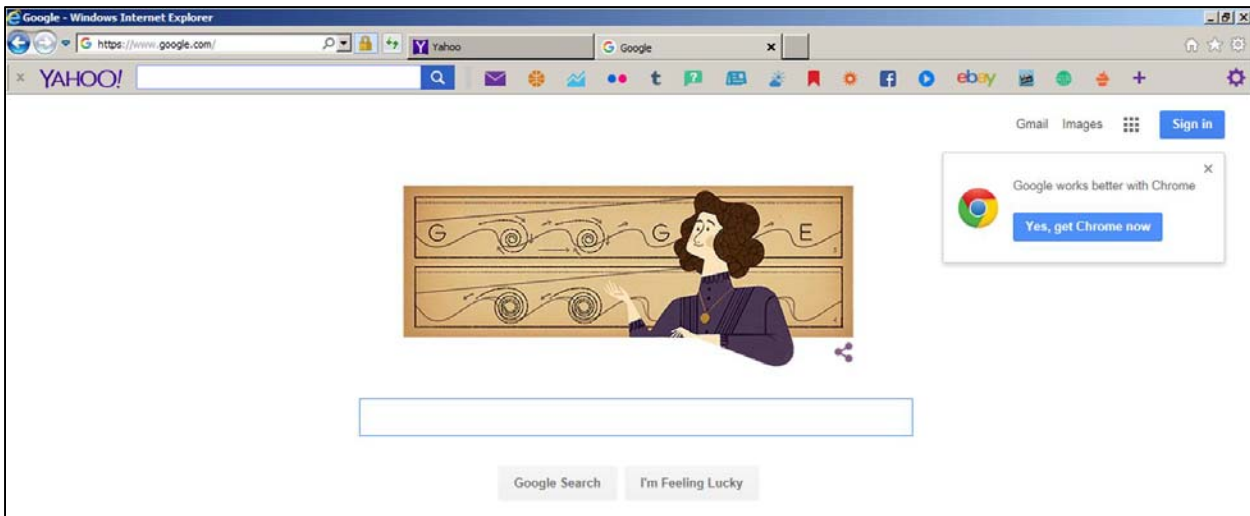 Google - Windows Internet Explorer
https://www.google.com/
Yahoo
Google
YAHOO!
ebay
Gmail Images
Sign in
Google works better with Chrome
Yes, get Chrome now
G G E
Google Search
I'm Feeling Lucky